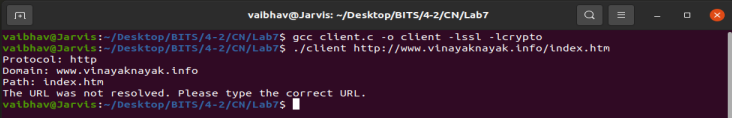 vaibhav@Jarvis: ~/Desktop/BITS/4-2/CN/Lab7
vaibhav@Jarvis:~/Desktop/BITS/4-2/CN/Lab7$ gcc client.c -o client -lssl -lcrypto
vaibhav@Jarvis:~/Desktop/BITS/4-2/CN/Lab7$ ./client http://www.vinayaknayak.info/index.htm
Protocol: http
Domain: www.vinayaknayak.info
Path: index.htm
The URL was not resolved. Please type the correct URL.
vaibhav@Jarvis:~/Desktop/BITS/4-2/CN/Lab7$